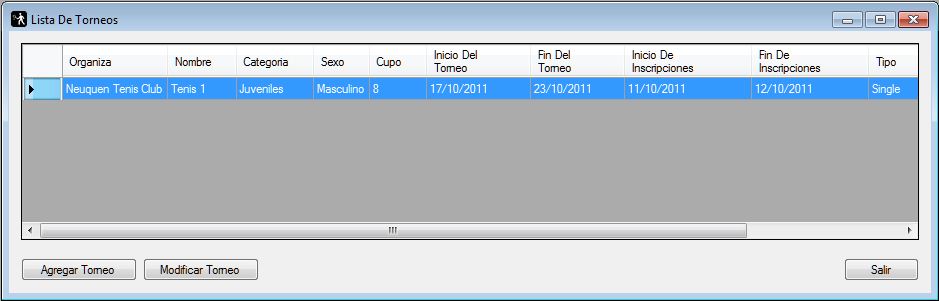 Lista De Torneos
Organiza Nombre Categoria Sexo Cupo Inicio Del Torneo Fin Del Torneo Inicio De Inscripciones Fin De Inscripciones Tipo
Neuquen Tenis Club Tenis 1 Juveniles Masculino 8 17/10/2011 23/10/2011 11/10/2011 12/10/2011 Single
Agregar Torneo Modificar Torneo Salir